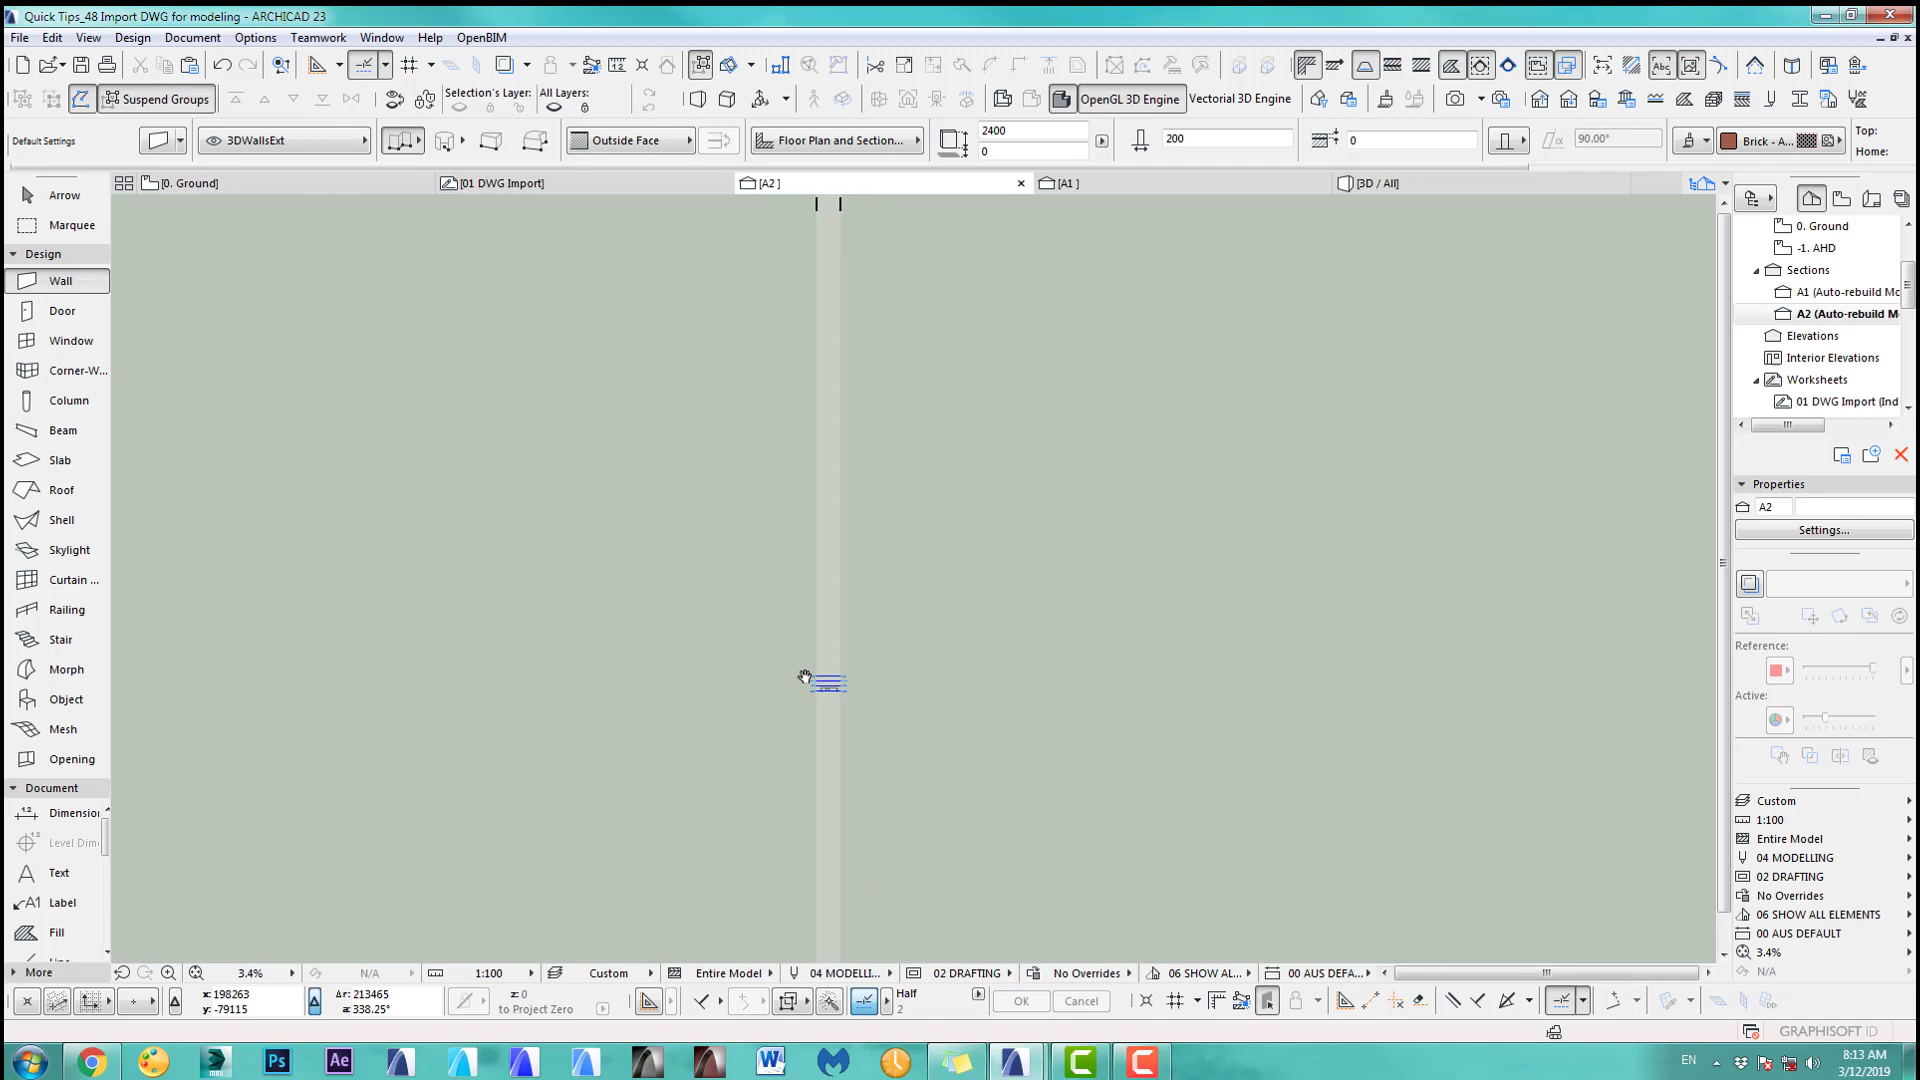 Quick Tips_48 Import DWG for modeling - ARCHICAD 23
File Edit View Design Document Options Teamwork Window Help OpenBIM
Suspend Groups Selection's Layer: All Layers: OpenGL 3D Engine Vectorial 3D Engine
Default Settings 3DWallsExt Outside Face Floor Plan and Section... 2400 0 200 0 90.00° Brick - A... Top: Home:
[0. Ground] [01 DWG Import] [A2 ] [A1 ] [3D / All]
Arrow
Marquee
Design
Wall
Door
Window
Corner-W...
Column
Beam
Slab
Roof
Shell
Skylight
Curtain ...
Railing
Stair
Morph
Object
Mesh
Opening
Document
Dimensio
Level Dim
Text
Label
Fill
More
0. Ground
-1. AHD
Sections
A1 (Auto-rebuild Mo
A2 (Auto-rebuild M
Elevations
Interior Elevations
Worksheets
01 DWG Import (Ind
Properties
A2
Settings...
Reference:
Active:
Custom
1:100
Entire Model
04 MODELLING
02 DRAFTING
No Overrides
06 SHOW ALL ELEMENTS
00 AUS DEFAULT
3.4%
N/A
3.4% N/A 1:100 Custom Entire Model 04 MODELLI... 02 DRAFTING No Overrides 06 SHOW AL... 00 AUS DEFA...
x: 198263 y: -79115 Δr: 213465 a: 338.25° z: 0 to Project Zero Half 2 OK Cancel
GRAPHISOFT ID
EN 8:13 AM
3/12/2019